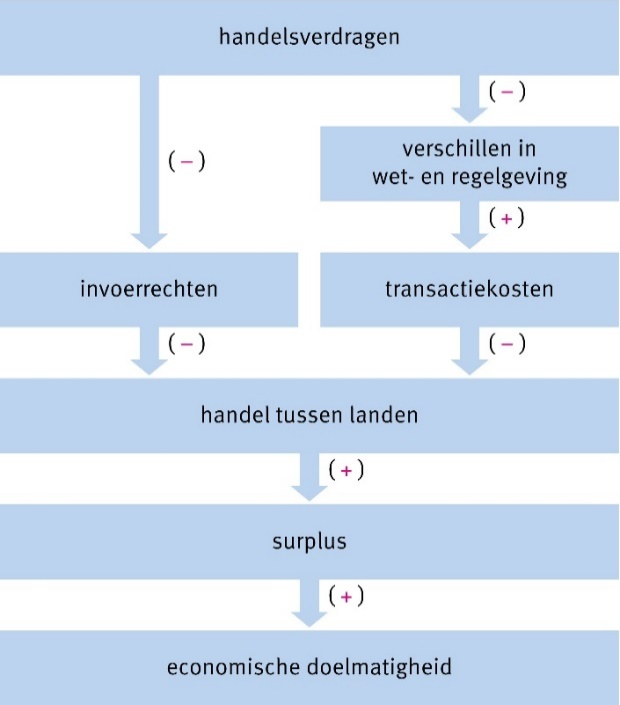 handelsverdragen
(−)
(−)
verschillen in
wet- en regelgeving
(+)
invoerrechten
transactiekosten
(−)
(−)
handel tussen landen
(+)
surplus
(+)
economische doelmatigheid